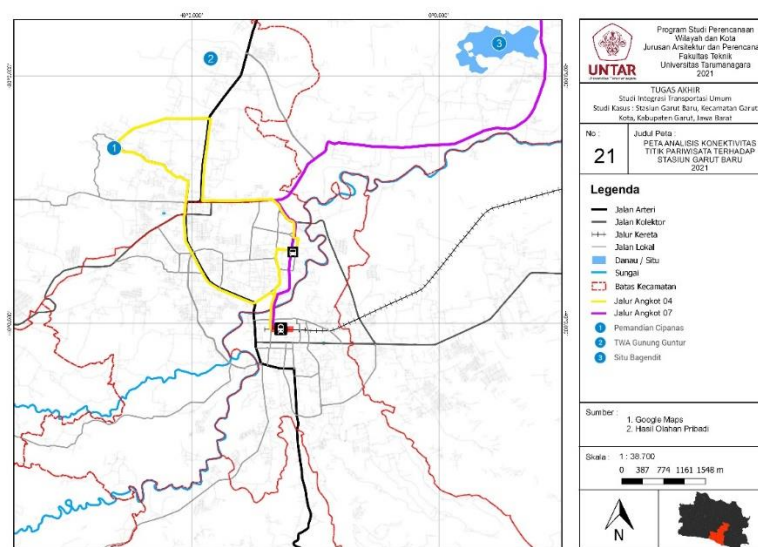 1
2
3
UNTAR
Program Studi Perencanaan
Wilayah dan Kota
Jurusan Arsitektur dan Perencana
Fakultas Teknik
Universitas Tarumanagara
2021
TUGAS AKHIR
Studi Integrasi Transportasi Umum
Studi Kasus : Stasiun Garut Baru, Kecamatan Garut
Kota, Kabupaten Garut, Jawa Barat
No :
21
Judul Peta :
PETA ANALISIS KONEKTIVITAS
TITIK PARIWISATA TERHADAP
STASIUN GARUT BARU
2021
Legenda
Jalan Arteri
Jalan Kolektor
Jalur Kereta
Jalan Lokal
Danau / Situ
Sungai
Batas Kecamatan
Jalur Angkot 04
Jalur Angkot 07
1 Pemandian Cipanas
2 TWA Gunung Guntur
3 Situ Bagendit
Sumber :
1. Google Maps
2. Hasil Olahan Pribadi
Skala : 1 : 38.700
0 387 774 1161 1548 m
N